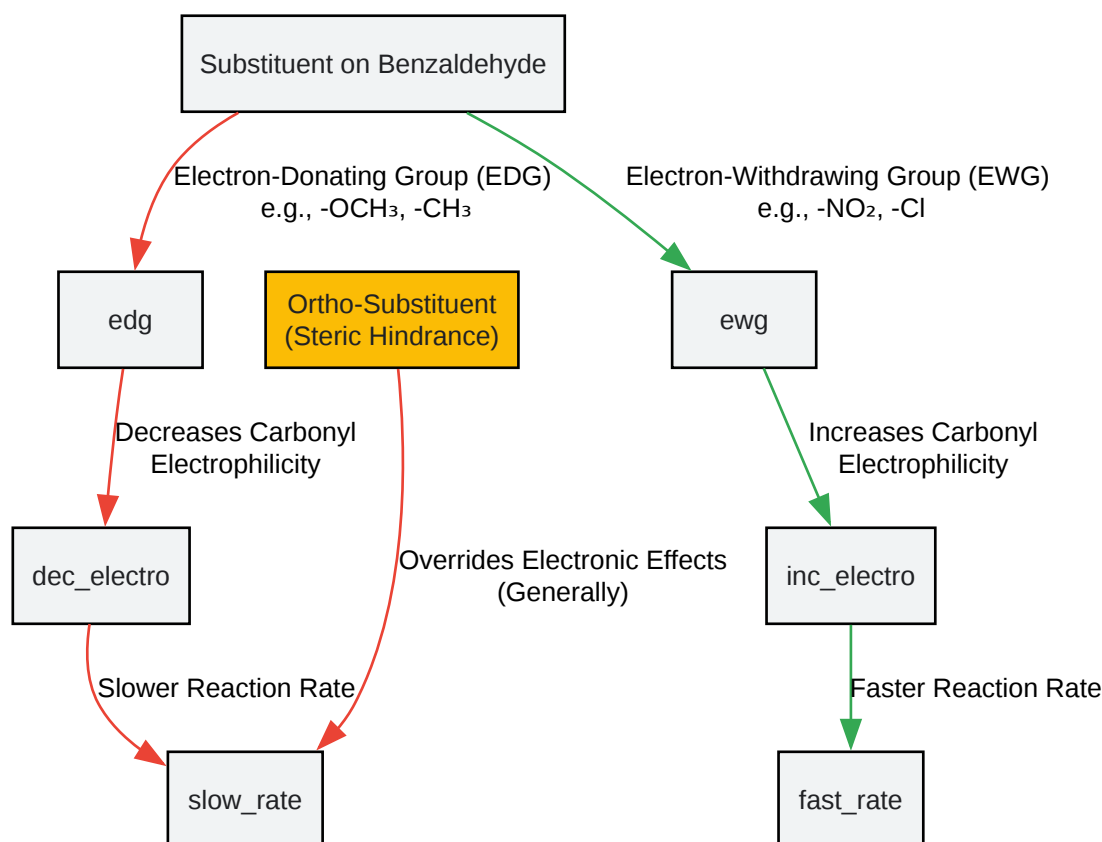 Substituent on Benzaldehyde
Electron-Donating Group (EDG)
e.g., -OCH₃, -CH₃
Electron-Withdrawing Group (EWG)
e.g., -NO₂, -Cl
edg
Ortho-Substituent
(Steric Hindrance)
ewg
Decreases Carbonyl
Electrophilicity
Increases Carbonyl
Electrophilicity
dec_electro
Overrides Electronic Effects
(Generally)
inc_electro
Slower Reaction Rate
Faster Reaction Rate
slow_rate
fast_rate